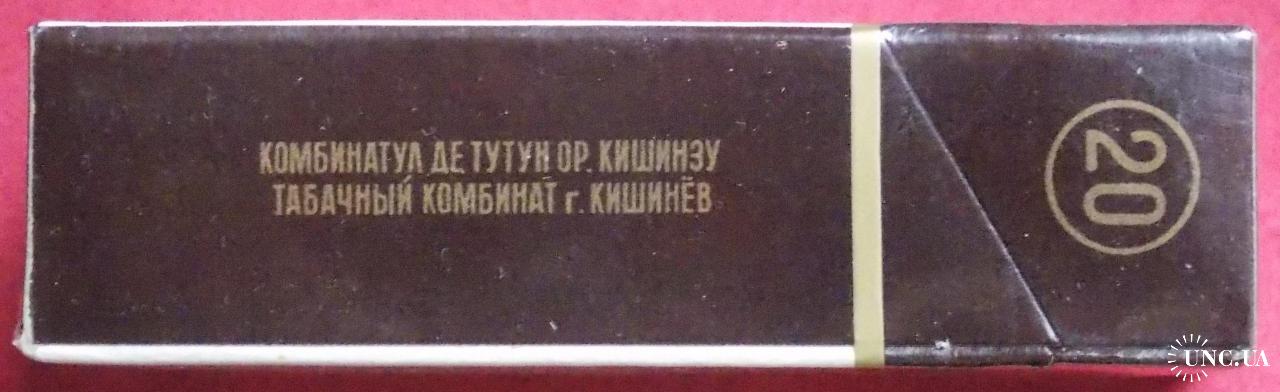 КОМБИНАТУЛ ДЕ ТУТУН ОР. КИШИНЭУ
ТАБАЧНЫЙ КОМБИНАТ г. КИШИНЁВ
20
UNC.UA